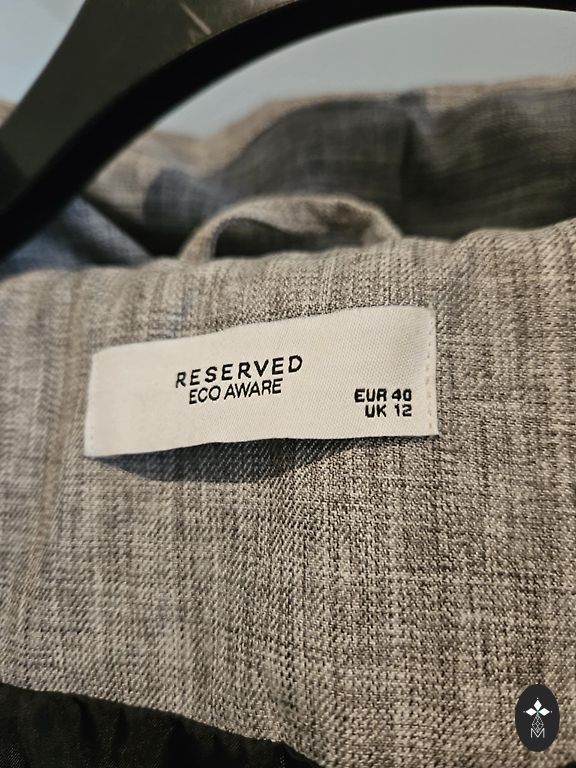 RESERVED
ECO AWARE
EUR 40
UK 12
M